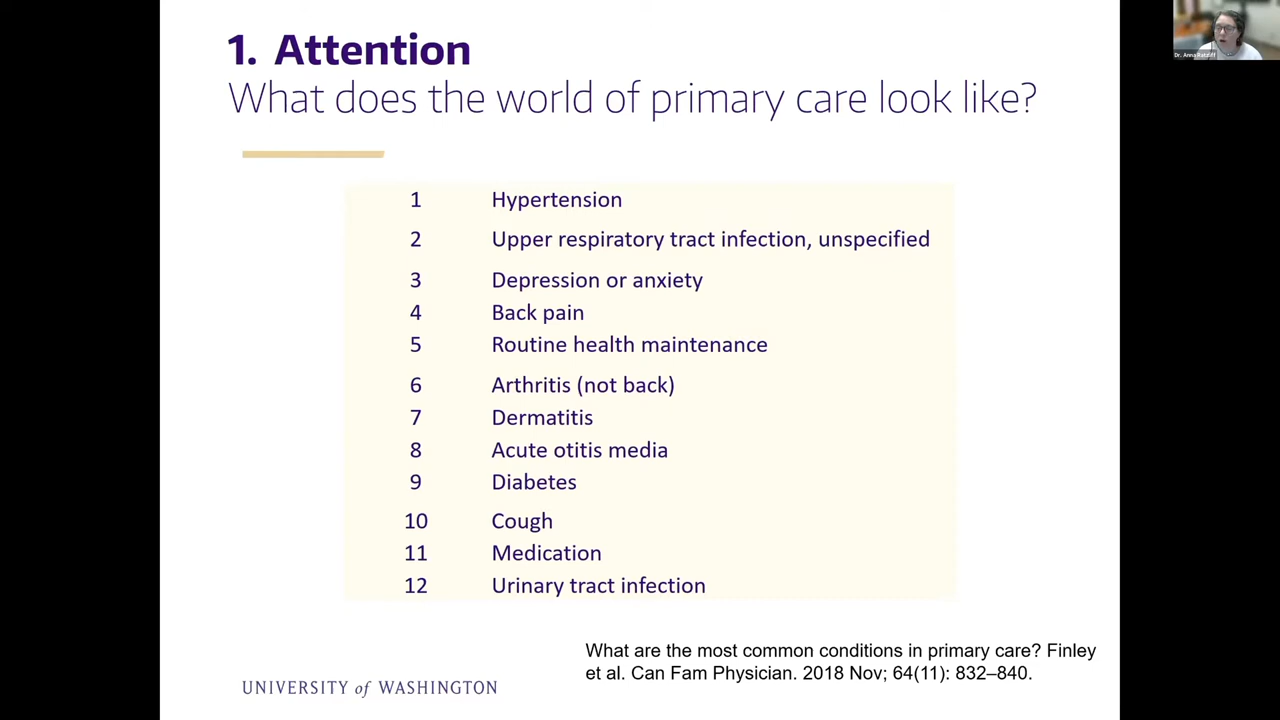 1. Attention
What does the world of primary care look like?
1 Hypertension
2 Upper respiratory tract infection, unspecified
3 Depression or anxiety
4 Back pain
5 Routine health maintenance
6 Arthritis (not back)
7 Dermatitis
8 Acute otitis media
9 Diabetes
10 Cough
11 Medication
12 Urinary tract infection
What are the most common conditions in primary care? Finley
et al. Can Fam Physician. 2018 Nov; 64(11): 832–840.
UNIVERSITY of WASHINGTON
Dr. Anna Ratzliff